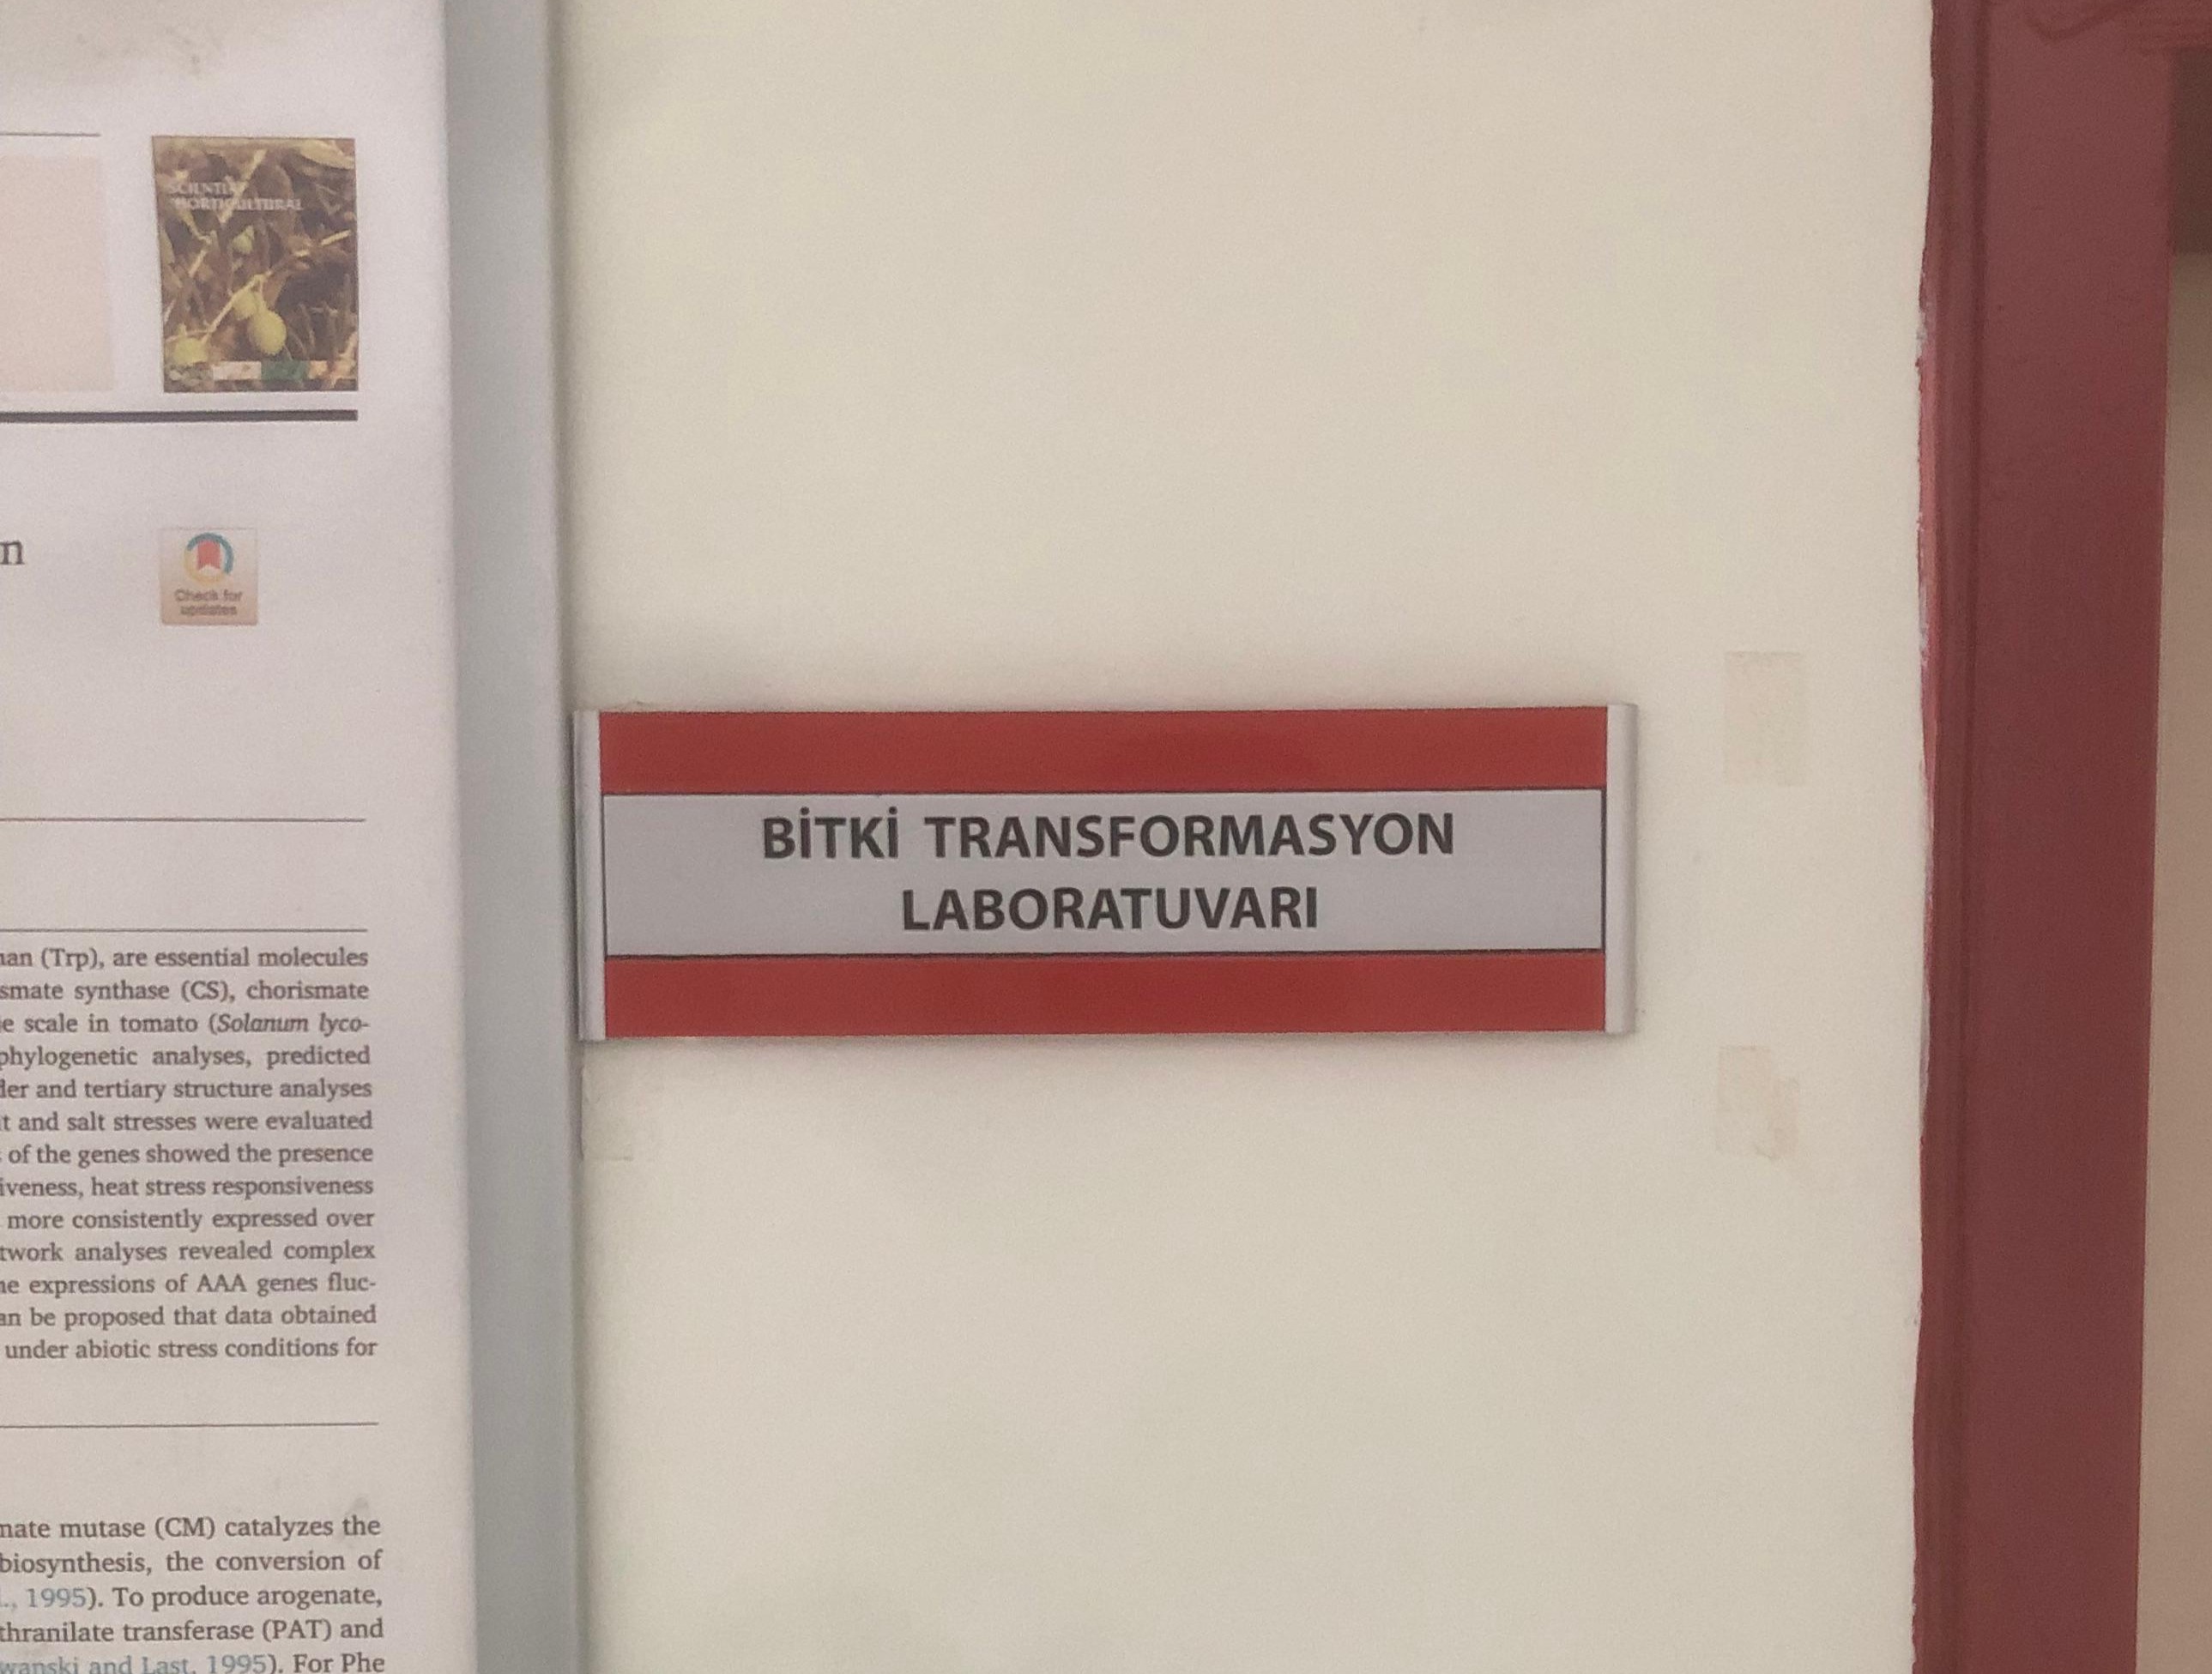 SCIENTIA
HORTICULTURAE
n
Check for
updates
BİTKİ TRANSFORMASYON
LABORATUVARI
(Trp), are essential molecules
synthase (CS), chorismate
scale in tomato (Solanum lyco-
phylogenetic analyses, predicted
and tertiary structure analyses
and salt stresses were evaluated
of the genes showed the presence
heat stress responsiveness
more consistently expressed over
analyses revealed complex
expressions of AAA genes fluc-
be proposed that data obtained
under abiotic stress conditions for
mutase (CM) catalyzes the
biosynthesis, the conversion of
1995). To produce arogenate,
transferase (PAT) and
and Last, 1995). For Phe